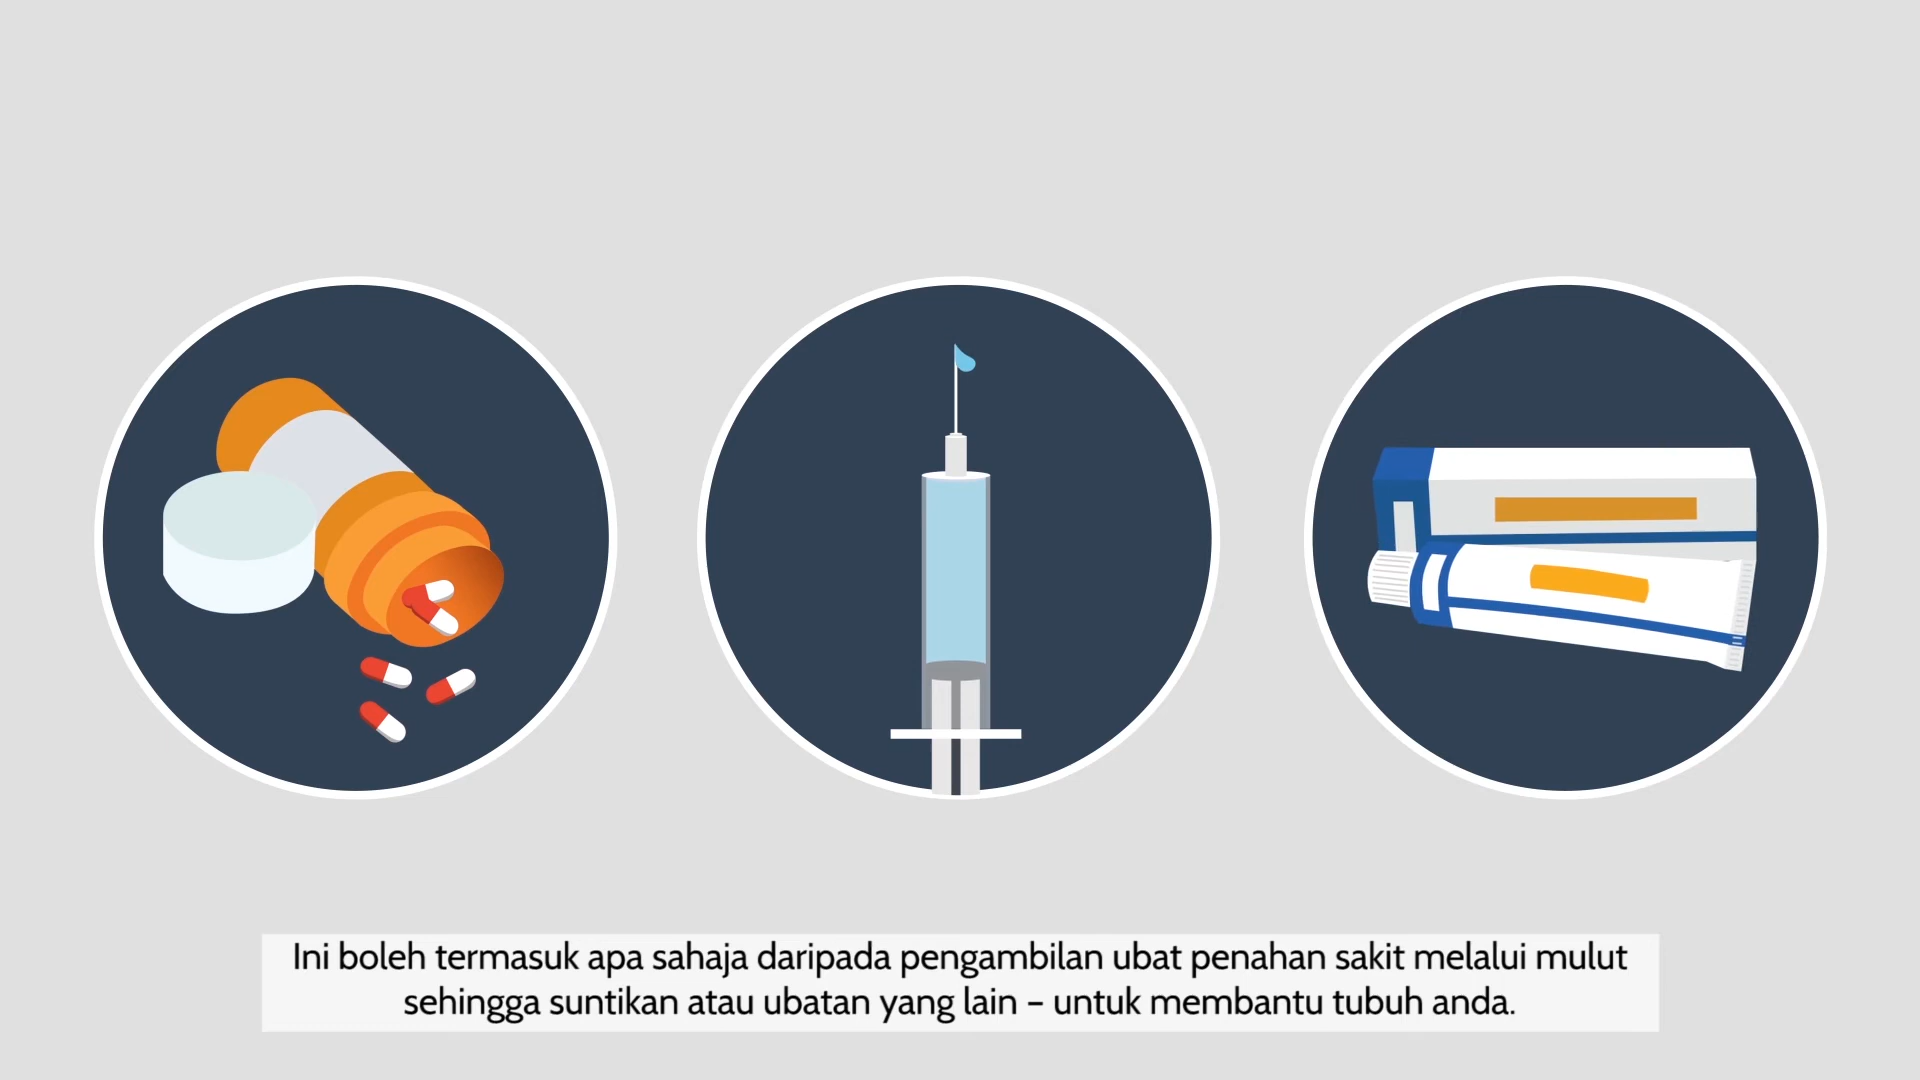 Ini boleh termasuk apa sahaja daripada pengambilan ubat penahan sakit melalui mulut
sehingga suntikan atau ubatan yang lain – untuk membantu tubuh anda.